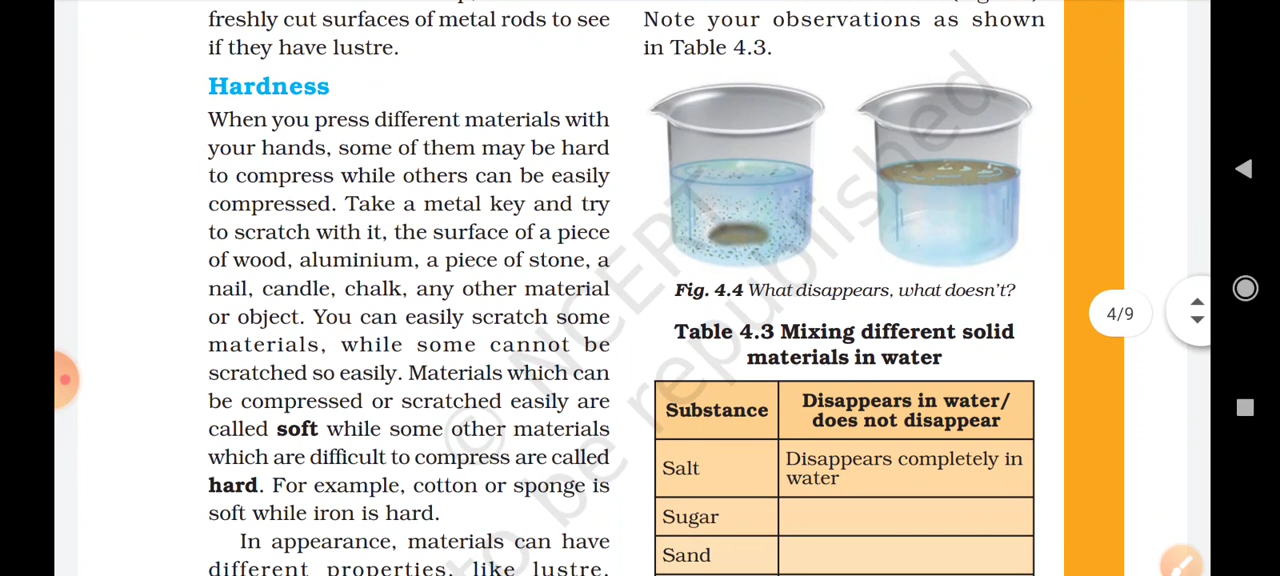 freshly cut surfaces of metal rods to see
if they have lustre.
Hardness
When you press different materials with
your hands, some of them may be hard
to compress while others can be easily
compressed. Take a metal key and try
to scratch with it, the surface of a piece
of wood, aluminium, a piece of stone, a
nail, candle, chalk, any other material
or object. You can easily scratch some
materials, while some cannot be
scratched so easily. Materials which can
be compressed or scratched easily are
called soft while some other materials
which are difficult to compress are called
hard. For example, cotton or sponge is
soft while iron is hard.
In appearance, materials can have
different properties, like lustre,
Note your observations as shown
in Table 4.3.
Fig. 4.4 What disappears, what doesn't?
Table 4.3 Mixing different solid
materials in water
Substance
Disappears in water/
does not disappear
Salt
Disappears completely in
water
Sugar
Sand
© NCERT
to be republished
4/9